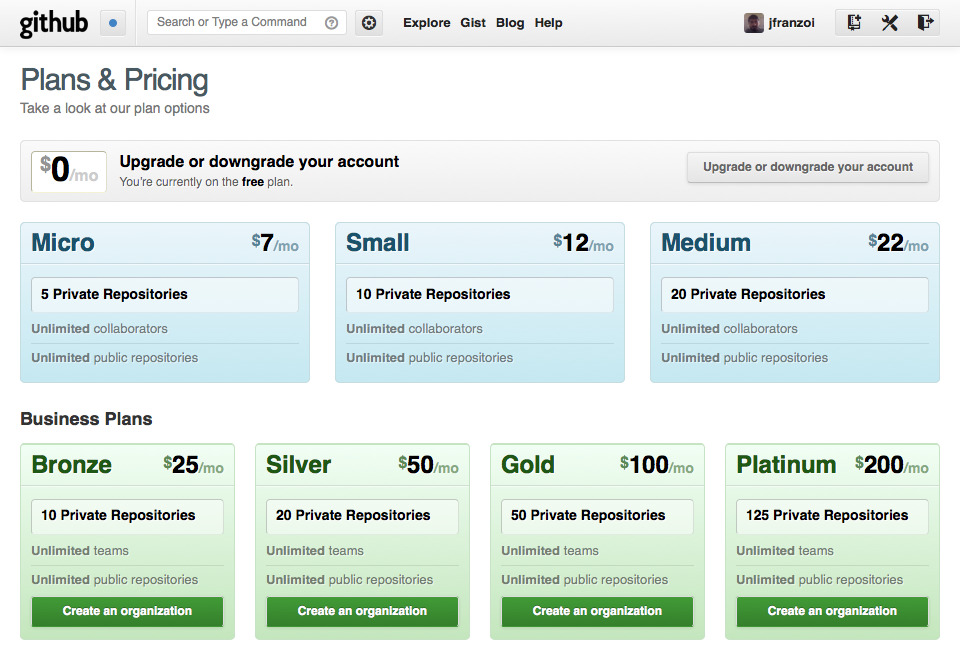 github Search or Type a Command ? Explore Gist Blog Help jfranzoi
Plans & Pricing
Take a look at our plan options
$0/mo Upgrade or downgrade your account Upgrade or downgrade your account
You're currently on the free plan.
Micro $7/mo Small $12/mo Medium $22/mo
5 Private Repositories 10 Private Repositories 20 Private Repositories
Unlimited collaborators Unlimited collaborators Unlimited collaborators
Unlimited public repositories Unlimited public repositories Unlimited public repositories
Business Plans
Bronze $25/mo Silver $50/mo Gold $100/mo Platinum $200/mo
10 Private Repositories 20 Private Repositories 50 Private Repositories 125 Private Repositories
Unlimited teams Unlimited teams Unlimited teams Unlimited teams
Unlimited public repositories Unlimited public repositories Unlimited public repositories Unlimited public repositories
Create an organization Create an organization Create an organization Create an organization